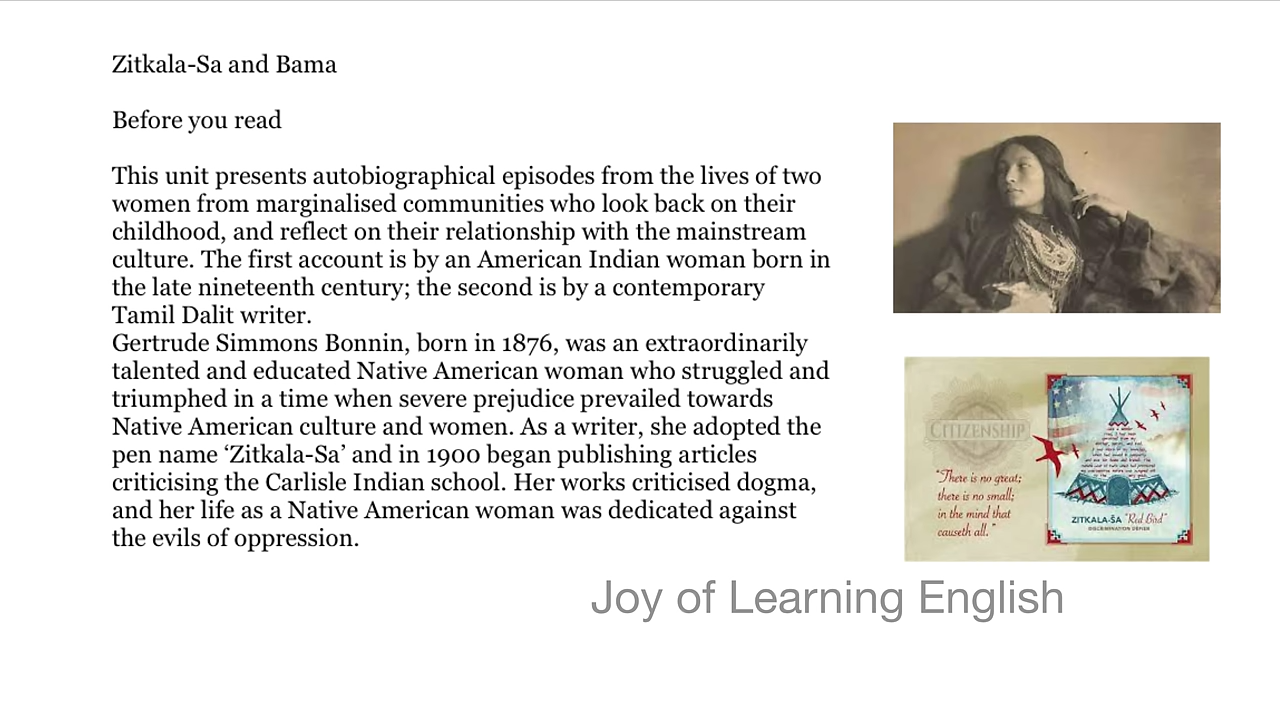 Zitkala-Sa and Bama
Before you read
This unit presents autobiographical episodes from the lives of two
women from marginalised communities who look back on their
childhood, and reflect on their relationship with the mainstream
culture. The first account is by an American Indian woman born in
the late nineteenth century; the second is by a contemporary
Tamil Dalit writer.
Gertrude Simmons Bonnin, born in 1876, was an extraordinarily
talented and educated Native American woman who struggled and
triumphed in a time when severe prejudice prevailed towards
Native American culture and women. As a writer, she adopted the
pen name ‘Zitkala-Sa’ and in 1900 began publishing articles
criticising the Carlisle Indian school. Her works criticised dogma,
and her life as a Native American woman was dedicated against
the evils of oppression.
CITIZENSHIP
"There is no great;
there is no small;
in the mind that
causeth all."
ZITKALA-ŠA "Red Bird"
DISCRIMINATION DEFIER
Joy of Learning English